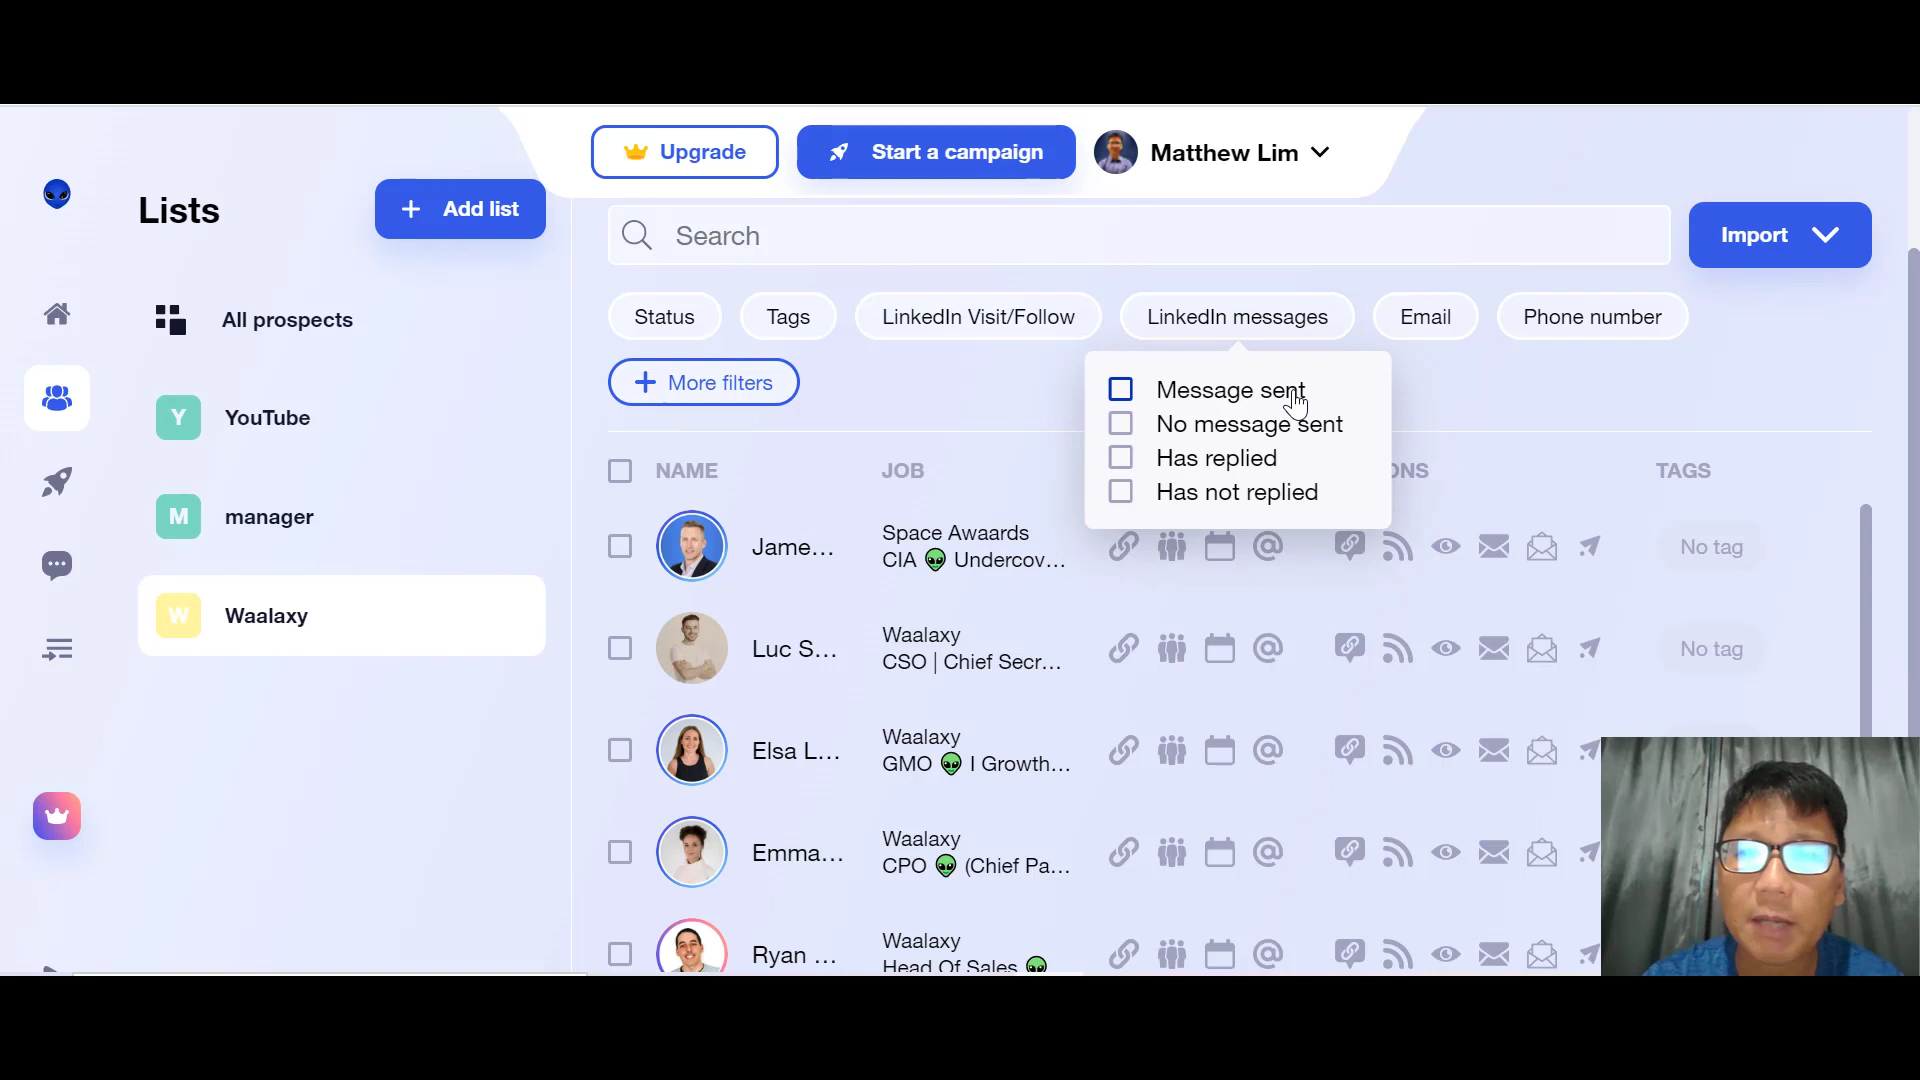 Upgrade
Start a campaign
Matthew Lim
Lists
+ Add list
Search
Import
All prospects
Status
Tags
LinkedIn Visit/Follow
LinkedIn messages
Email
Phone number
+ More filters
Message sent
No message sent
Has replied
Has not replied
Y YouTube
M manager
W Waalaxy
NAME
JOB
ONS
TAGS
Jame...
Space Awaards
CIA 👽 Undercov...
No tag
Luc S...
Waalaxy
CSO | Chief Secr...
No tag
Elsa L...
Waalaxy
GMO 👽 I Growth...
Emma...
Waalaxy
CPO 👽 (Chief Pa...
Ryan ...
Waalaxy
Head Of Sales 👽